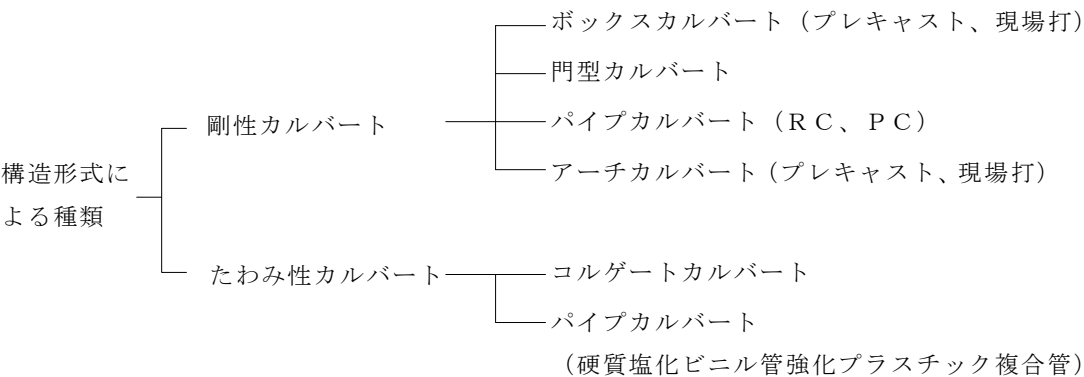 ボックスカルバート（プレキャスト、現場打）
門型カルバート
剛性カルバート
パイプカルバート（ＲＣ、ＰＣ）
アーチカルバート（プレキャスト、現場打）
構造形式に
よる種類
たわみ性カルバート
コルゲートカルバート
パイプカルバート
（硬質塩化ビニル管強化プラスチック複合管）